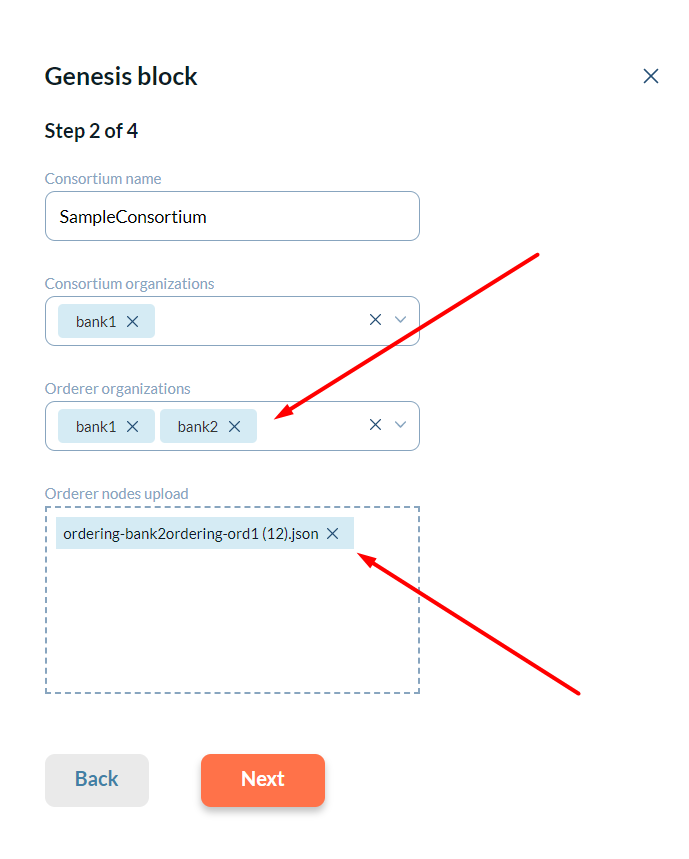 Genesis block
Step 2 of 4
Consortium name
SampleConsortium
Consortium organizations
bank1
Orderer organizations
bank1 bank2
Orderer nodes upload
ordering-bank2ordering-ord1 (12).json
Back Next